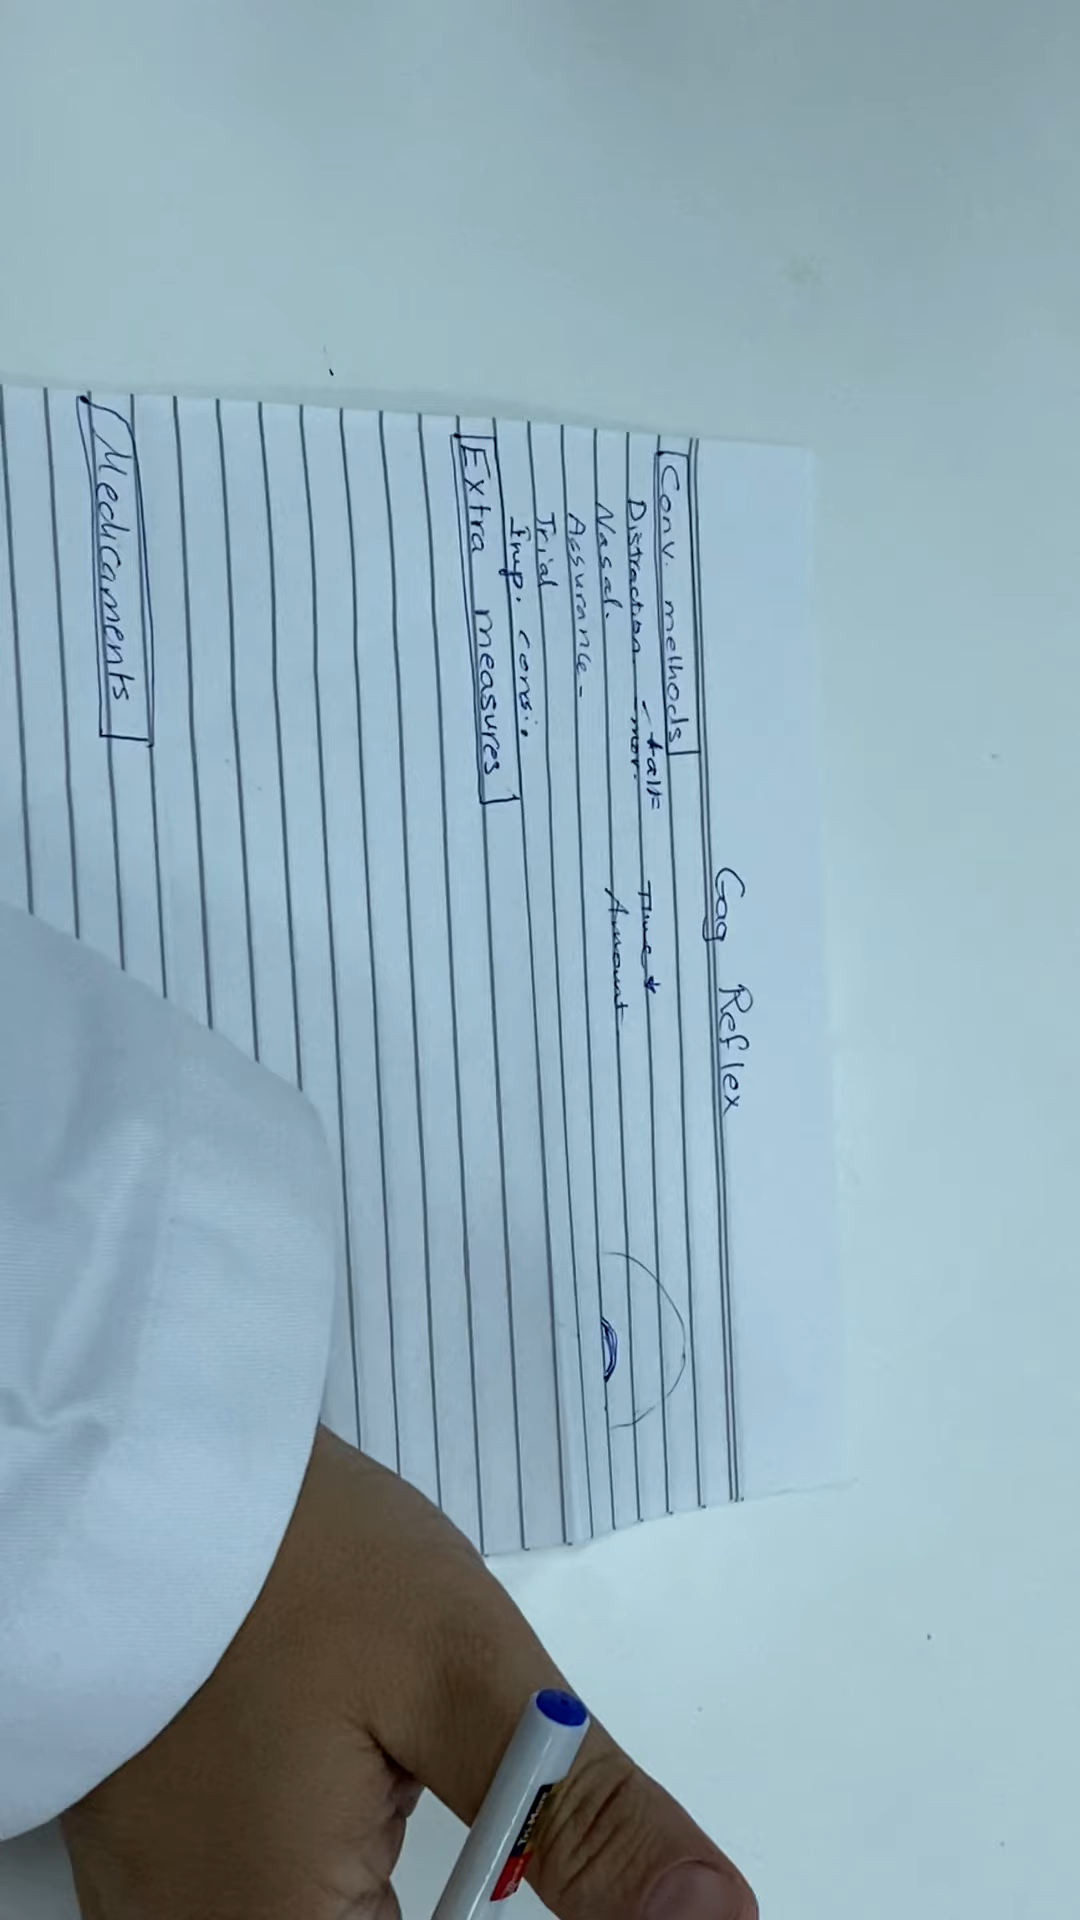 Gag Reflex
Conv. methods
Distraction - talk
- mov.
Time ↓
Nasal.
Amount
Assurance -
Trial
Imp. consi.
Extra measures
Medicaments